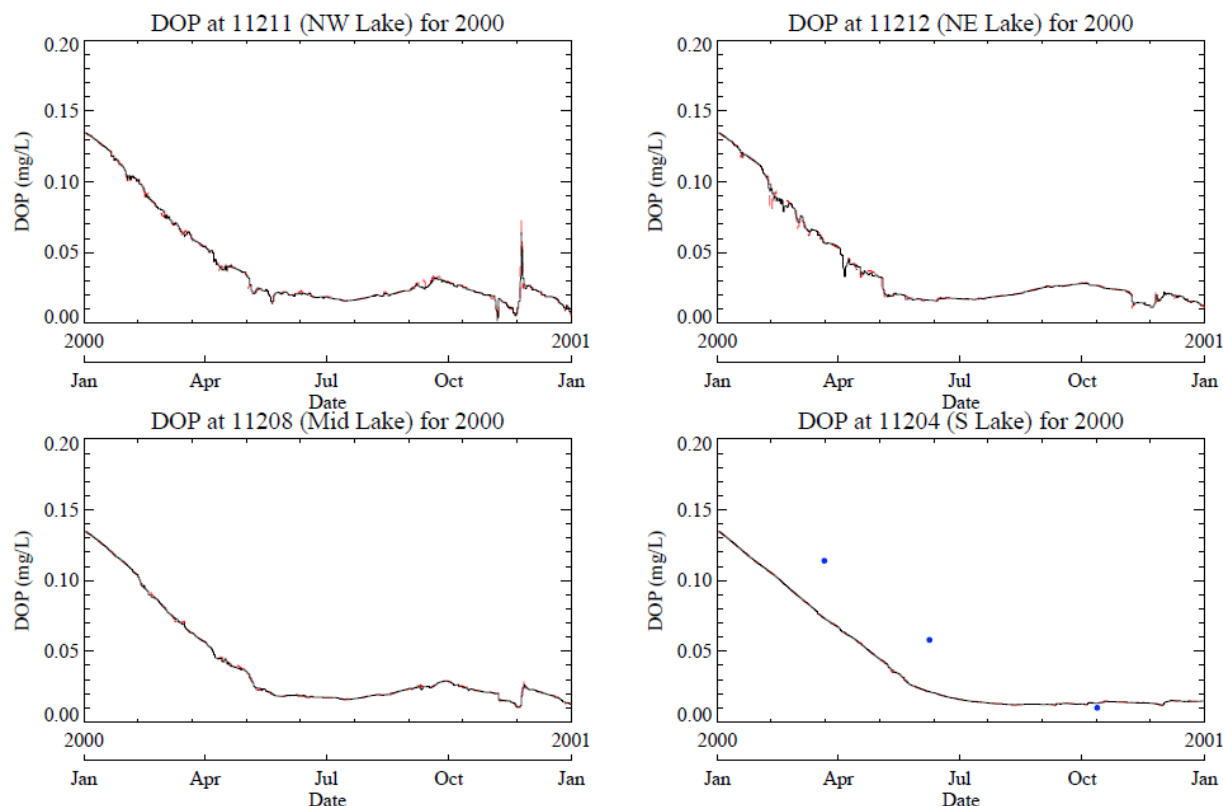 DOP at 11211 (NW Lake) for 2000
DOP (mg/L)
0.20
0.15
0.10
0.05
0.00
2000 2001
Jan Apr Jul Oct Jan
Date
DOP at 11212 (NE Lake) for 2000
DOP (mg/L)
0.20
0.15
0.10
0.05
0.00
2000 2001
Jan Apr Jul Oct Jan
Date
DOP at 11208 (Mid Lake) for 2000
DOP (mg/L)
0.20
0.15
0.10
0.05
0.00
2000 2001
Jan Apr Jul Oct Jan
Date
DOP at 11204 (S Lake) for 2000
DOP (mg/L)
0.20
0.15
0.10
0.05
0.00
2000 2001
Jan Apr Jul Oct Jan
Date